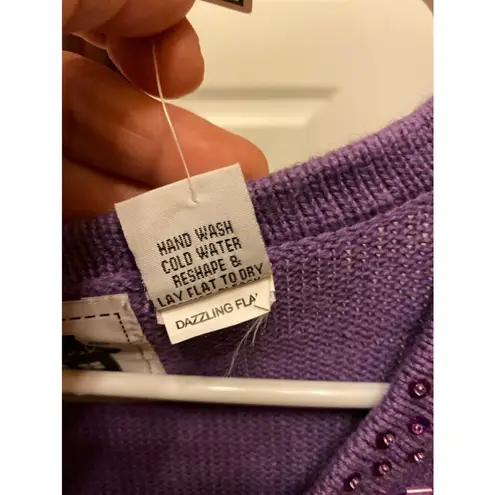 HAND WASH
COLD WATER
RESHAPE &
LAY FLAT TO DRY
DAZZLING FLA